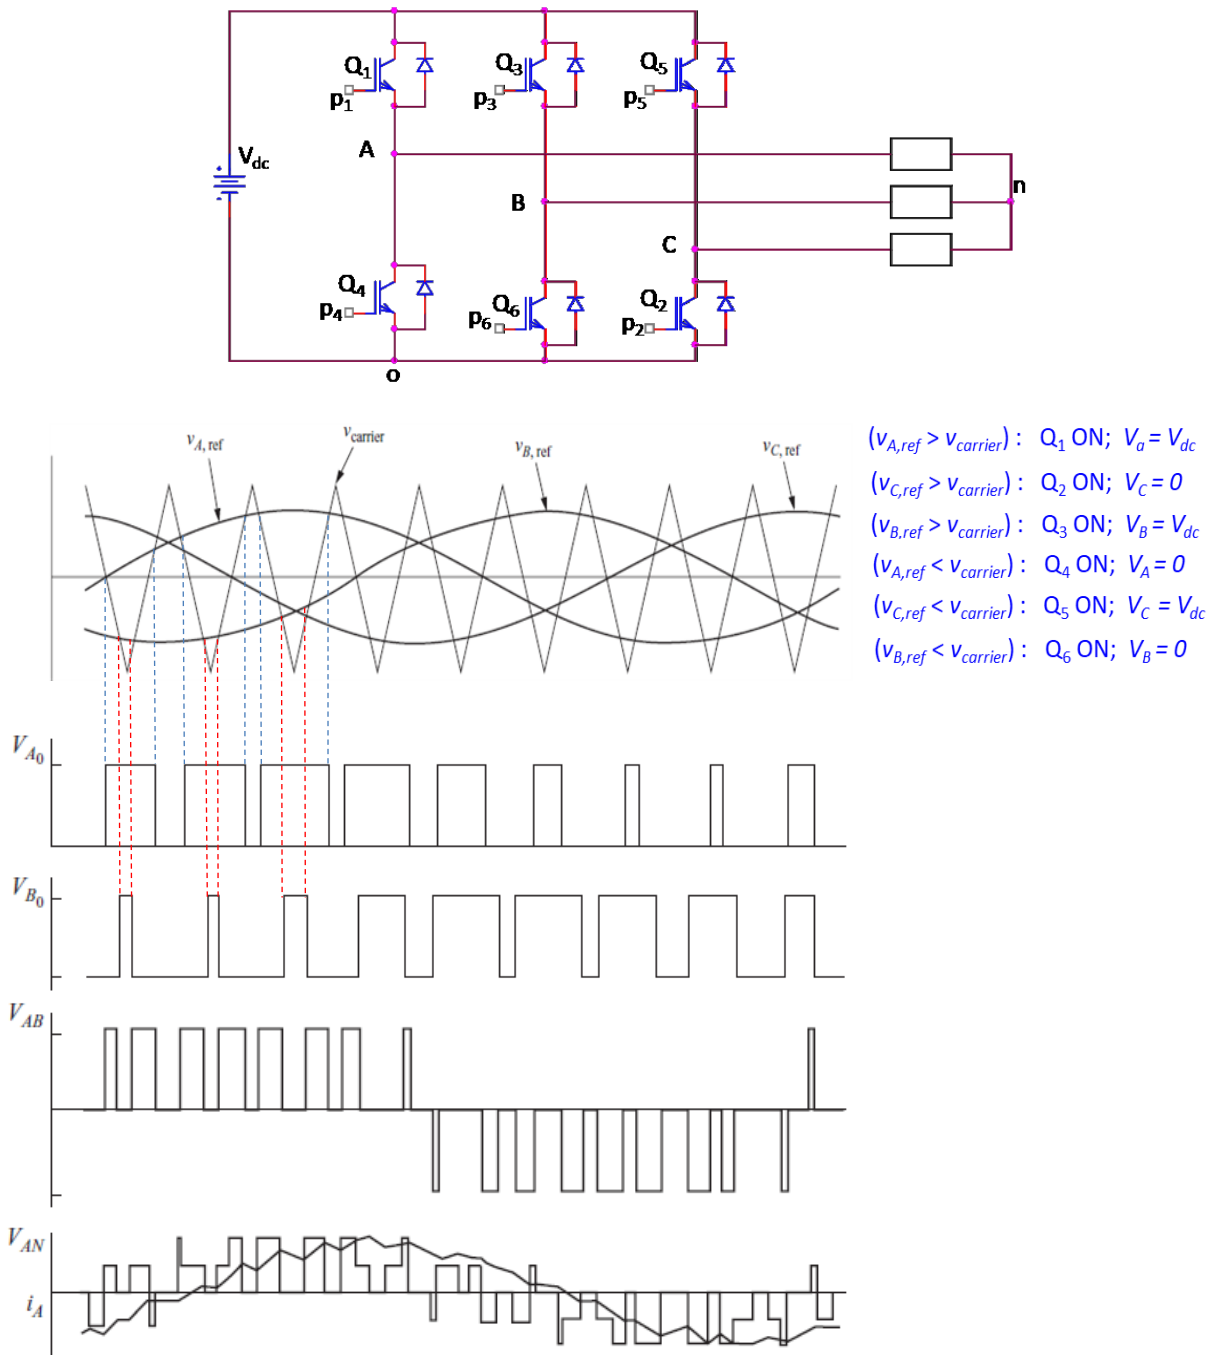 Q1 Q3 Q5
p1 p3 p5
A
Vdc
n
B
C
Q4 Q6 Q2
p4 p6 p2
o
vA, ref vcarrier vB, ref vC, ref
(vA,ref > vcarrier) : Q1 ON; Va = Vdc
(vC,ref > vcarrier) : Q2 ON; VC = 0
(vB,ref > vcarrier) : Q3 ON; VB = Vdc
(vA,ref < vcarrier) : Q4 ON; VA = 0
(vC,ref < vcarrier) : Q5 ON; VC = Vdc
(vB,ref < vcarrier) : Q6 ON; VB = 0
VA0
VB0
VAB
VAN
iA